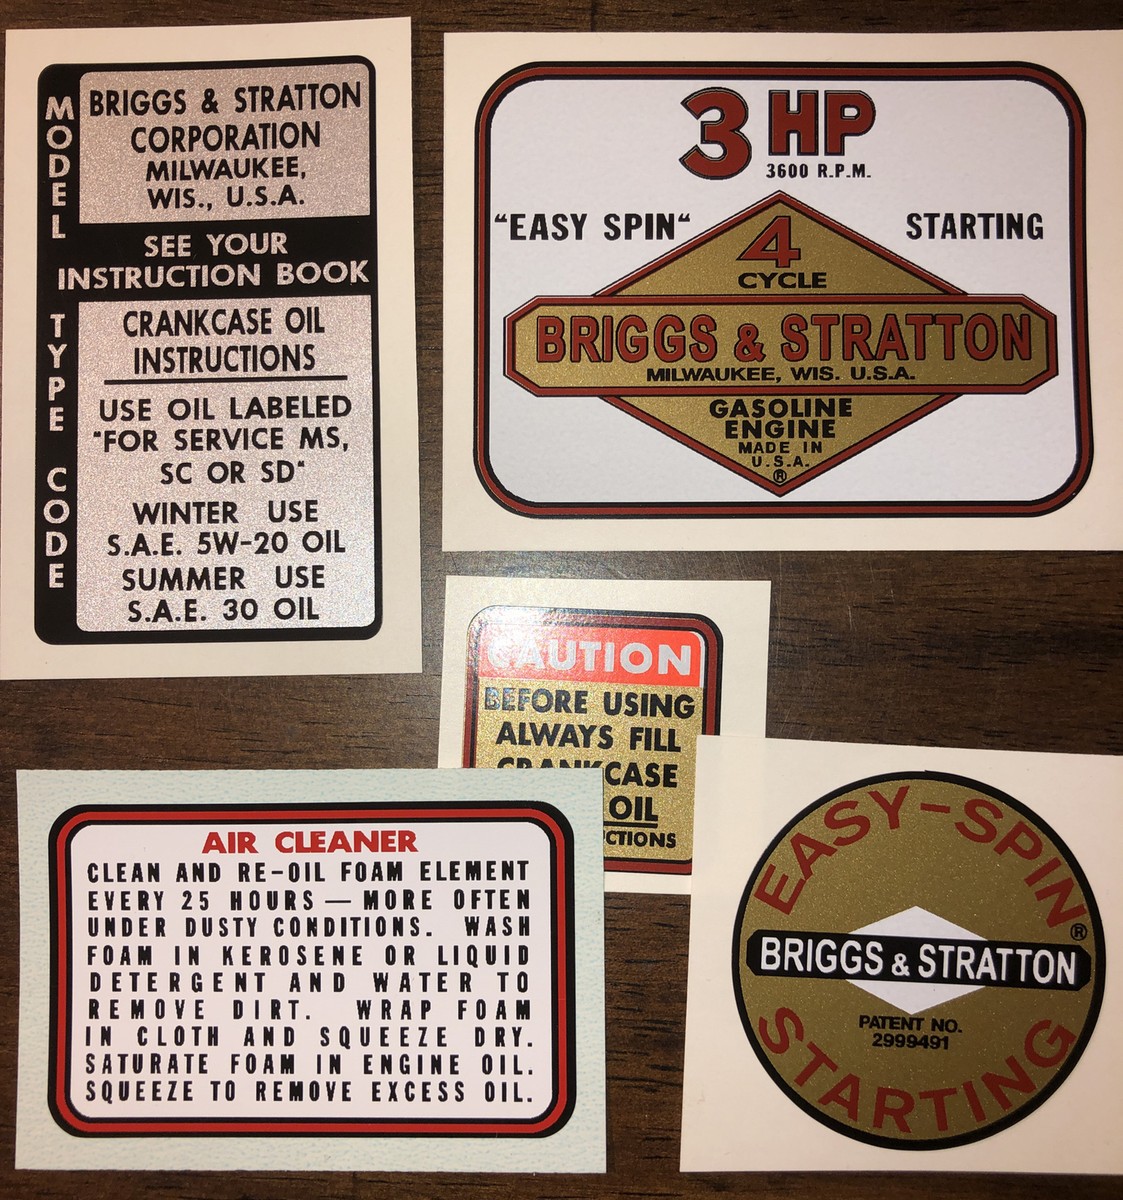 MODEL TYPE CODE
BRIGGS & STRATTON
CORPORATION
MILWAUKEE,
WIS., U.S.A.
SEE YOUR
INSTRUCTION BOOK
CRANKCASE OIL
INSTRUCTIONS
USE OIL LABELED
"FOR SERVICE MS,
SC OR SD"
WINTER USE
S.A.E. 5W-20 OIL
SUMMER USE
S.A.E. 30 OIL
3 HP
3600 R.P.M.
"EASY SPIN" STARTING
4
CYCLE
BRIGGS & STRATTON
MILWAUKEE, WIS. U.S.A.
GASOLINE
ENGINE
MADE IN
U.S.A.
®
CAUTION
BEFORE USING
ALWAYS FILL
CRANKCASE
OIL
AIR CLEANER
CLEAN AND RE-OIL FOAM ELEMENT
EVERY 25 HOURS — MORE OFTEN
UNDER DUSTY CONDITIONS. WASH
FOAM IN KEROSENE OR LIQUID
DETERGENT AND WATER TO
REMOVE DIRT. WRAP FOAM
IN CLOTH AND SQUEEZE DRY.
SATURATE FOAM IN ENGINE OIL.
SQUEEZE TO REMOVE EXCESS OIL.
EASY-SPIN®
BRIGGS & STRATTON
PATENT NO.
2999491
STARTING